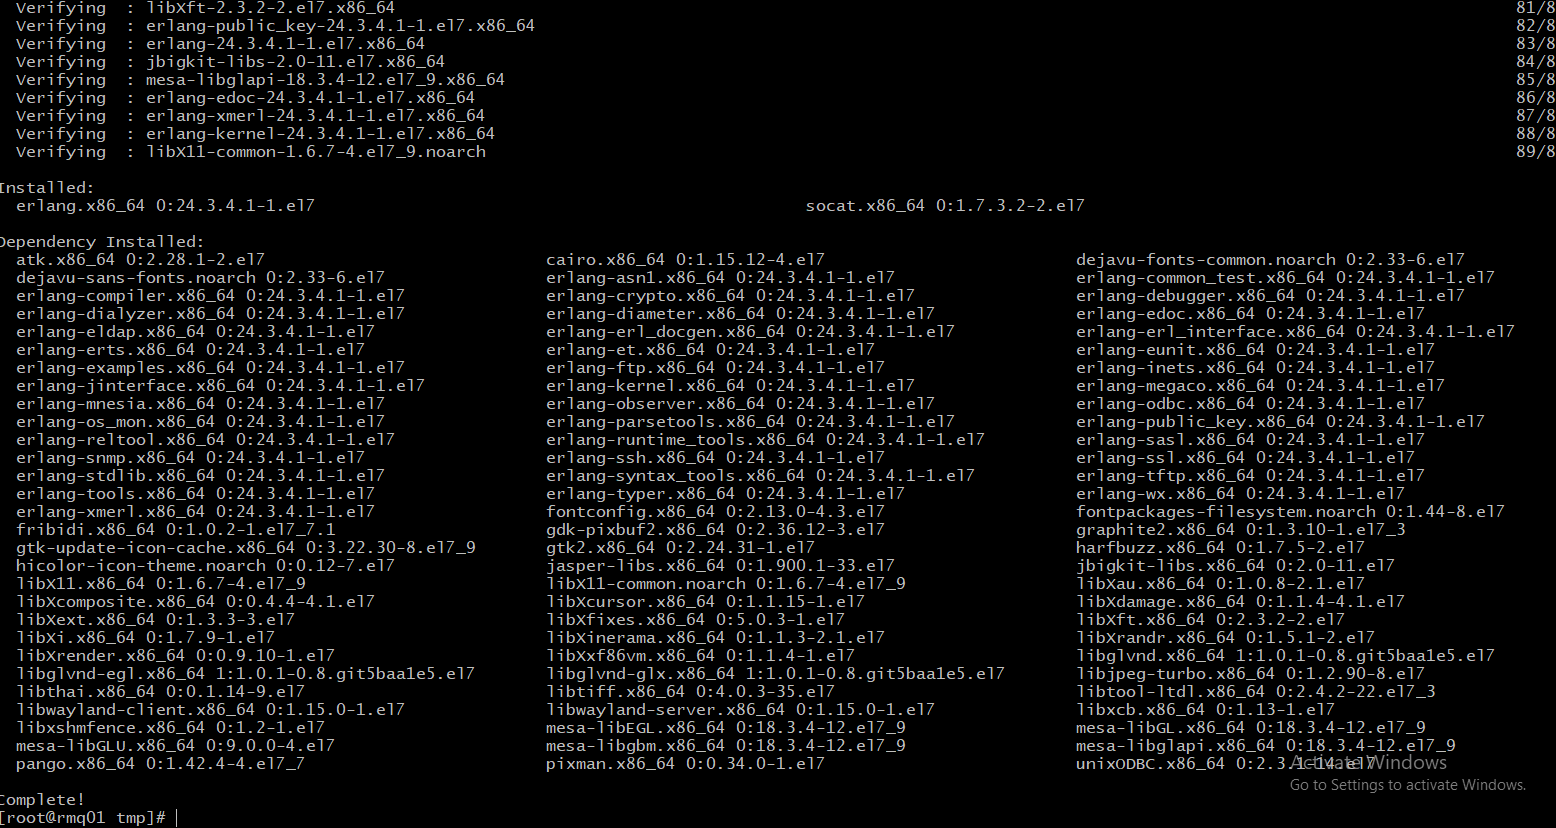 Verifying : libXft-2.3.2-2.el7.x86_64 81/8
Verifying : erlang-public_key-24.3.4.1-1.el7.x86_64 82/8
Verifying : erlang-24.3.4.1-1.el7.x86_64 83/8
Verifying : jbigkit-libs-2.0-11.el7.x86_64 84/8
Verifying : mesa-libglapi-18.3.4-12.el7_9.x86_64 85/8
Verifying : erlang-edoc-24.3.4.1-1.el7.x86_64 86/8
Verifying : erlang-xmerl-24.3.4.1-1.el7.x86_64 87/8
Verifying : erlang-kernel-24.3.4.1-1.el7.x86_64 88/8
Verifying : libX11-common-1.6.7-4.el7_9.noarch 89/8
Installed:
erlang.x86_64 0:24.3.4.1-1.el7 socat.x86_64 0:1.7.3.2-2.el7
Dependency Installed:
atk.x86_64 0:2.28.1-2.el7 cairo.x86_64 0:1.15.12-4.el7 dejavu-fonts-common.noarch 0:2.33-6.el7
dejavu-sans-fonts.noarch 0:2.33-6.el7 erlang-asn1.x86_64 0:24.3.4.1-1.el7 erlang-common_test.x86_64 0:24.3.4.1-1.el7
erlang-compiler.x86_64 0:24.3.4.1-1.el7 erlang-crypto.x86_64 0:24.3.4.1-1.el7 erlang-debugger.x86_64 0:24.3.4.1-1.el7
erlang-dialyzer.x86_64 0:24.3.4.1-1.el7 erlang-diameter.x86_64 0:24.3.4.1-1.el7 erlang-edoc.x86_64 0:24.3.4.1-1.el7
erlang-eldap.x86_64 0:24.3.4.1-1.el7 erlang-erl_docgen.x86_64 0:24.3.4.1-1.el7 erlang-erl_interface.x86_64 0:24.3.4.1-1.el7
erlang-erts.x86_64 0:24.3.4.1-1.el7 erlang-et.x86_64 0:24.3.4.1-1.el7 erlang-eunit.x86_64 0:24.3.4.1-1.el7
erlang-examples.x86_64 0:24.3.4.1-1.el7 erlang-ftp.x86_64 0:24.3.4.1-1.el7 erlang-inets.x86_64 0:24.3.4.1-1.el7
erlang-jinterface.x86_64 0:24.3.4.1-1.el7 erlang-kernel.x86_64 0:24.3.4.1-1.el7 erlang-megaco.x86_64 0:24.3.4.1-1.el7
erlang-mnesia.x86_64 0:24.3.4.1-1.el7 erlang-observer.x86_64 0:24.3.4.1-1.el7 erlang-odbc.x86_64 0:24.3.4.1-1.el7
erlang-os_mon.x86_64 0:24.3.4.1-1.el7 erlang-parsetools.x86_64 0:24.3.4.1-1.el7 erlang-public_key.x86_64 0:24.3.4.1-1.el7
erlang-reltool.x86_64 0:24.3.4.1-1.el7 erlang-runtime_tools.x86_64 0:24.3.4.1-1.el7 erlang-sasl.x86_64 0:24.3.4.1-1.el7
erlang-snmp.x86_64 0:24.3.4.1-1.el7 erlang-ssh.x86_64 0:24.3.4.1-1.el7 erlang-ssl.x86_64 0:24.3.4.1-1.el7
erlang-stdlib.x86_64 0:24.3.4.1-1.el7 erlang-syntax_tools.x86_64 0:24.3.4.1-1.el7 erlang-tftp.x86_64 0:24.3.4.1-1.el7
erlang-tools.x86_64 0:24.3.4.1-1.el7 erlang-typer.x86_64 0:24.3.4.1-1.el7 erlang-wx.x86_64 0:24.3.4.1-1.el7
erlang-xmerl.x86_64 0:24.3.4.1-1.el7 fontconfig.x86_64 0:2.13.0-4.3.el7 fontpackages-filesystem.noarch 0:1.44-8.el7
fribidi.x86_64 0:1.0.2-1.el7_7.1 gdk-pixbuf2.x86_64 0:2.36.12-3.el7 graphite2.x86_64 0:1.3.10-1.el7_3
gtk-update-icon-cache.x86_64 0:3.22.30-8.el7_9 gtk2.x86_64 0:2.24.31-1.el7 harfbuzz.x86_64 0:1.7.5-2.el7
hicolor-icon-theme.noarch 0:0.12-7.el7 jasper-libs.x86_64 0:1.900.1-33.el7 jbigkit-libs.x86_64 0:2.0-11.el7
libX11.x86_64 0:1.6.7-4.el7_9 libX11-common.noarch 0:1.6.7-4.el7_9 libXau.x86_64 0:1.0.8-2.1.el7
libXcomposite.x86_64 0:0.4.4-4.1.el7 libXcursor.x86_64 0:1.1.15-1.el7 libXdamage.x86_64 0:1.1.4-4.1.el7
libXext.x86_64 0:1.3.3-3.el7 libXfixes.x86_64 0:5.0.3-1.el7 libXft.x86_64 0:2.3.2-2.el7
libXi.x86_64 0:1.7.9-1.el7 libXinerama.x86_64 0:1.1.3-2.1.el7 libXrandr.x86_64 0:1.5.1-2.el7
libXrender.x86_64 0:0.9.10-1.el7 libXxf86vm.x86_64 0:1.1.4-1.el7 libglvnd.x86_64 1:1.0.1-0.8.git5baa1e5.el7
libglvnd-egl.x86_64 1:1.0.1-0.8.git5baa1e5.el7 libglvnd-glx.x86_64 1:1.0.1-0.8.git5baa1e5.el7 libjpeg-turbo.x86_64 0:1.2.90-8.el7
libthai.x86_64 0:0.1.14-9.el7 libtiff.x86_64 0:4.0.3-35.el7 libtool-ltdl.x86_64 0:2.4.2-22.el7_3
libwayland-client.x86_64 0:1.15.0-1.el7 libwayland-server.x86_64 0:1.15.0-1.el7 libxcb.x86_64 0:1.13-1.el7
libxshmfence.x86_64 0:1.2-1.el7 mesa-libEGL.x86_64 0:18.3.4-12.el7_9 mesa-libGL.x86_64 0:18.3.4-12.el7_9
mesa-libGLU.x86_64 0:9.0.0-4.el7 mesa-libgbm.x86_64 0:18.3.4-12.el7_9 mesa-libglapi.x86_64 0:18.3.4-12.el7_9
pango.x86_64 0:1.42.4-4.el7_7 pixman.x86_64 0:0.34.0-1.el7 unixODBC.x86_64 0:2.3.1-14.el7
Activate Windows
Go to Settings to activate Windows.
Complete!
[root@rmq01 tmp]#